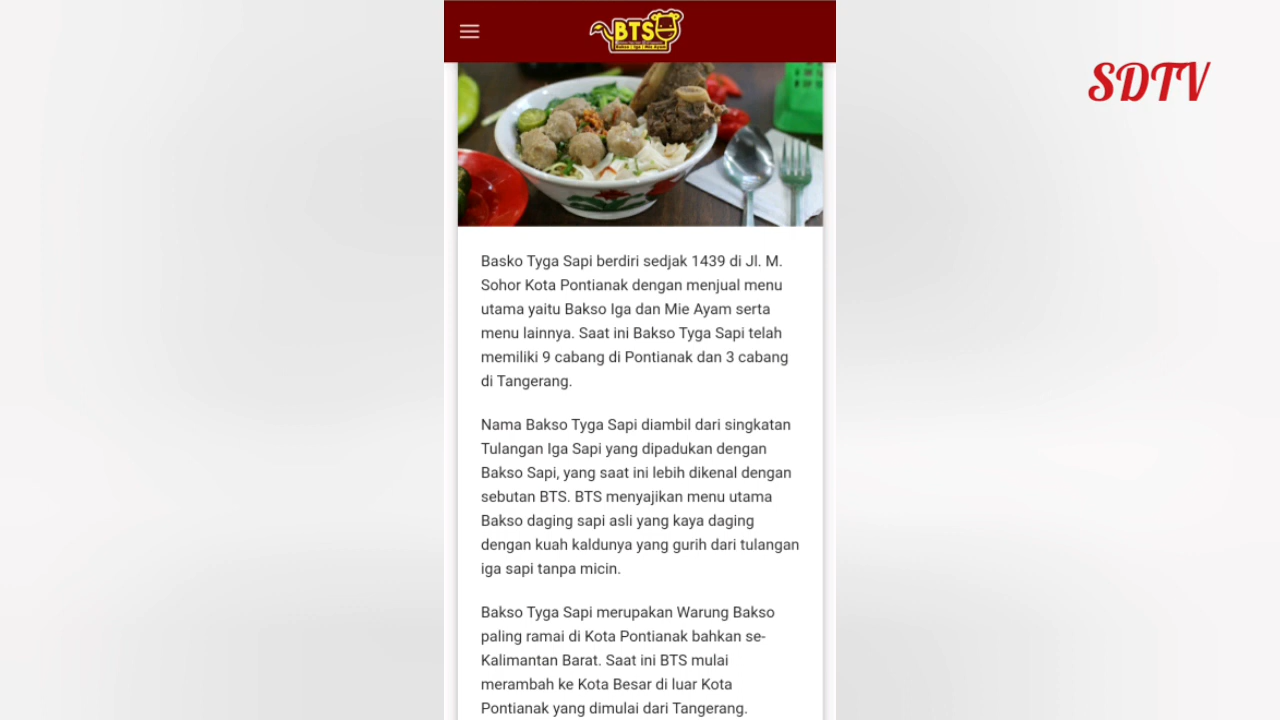 BTS
Bakso | Iga | Mie Ayam
SDTV
Basko Tyga Sapi berdiri sedjak 1439 di Jl. M.
Sohor Kota Pontianak dengan menjual menu
utama yaitu Bakso Iga dan Mie Ayam serta
menu lainnya. Saat ini Bakso Tyga Sapi telah
memiliki 9 cabang di Pontianak dan 3 cabang
di Tangerang.
Nama Bakso Tyga Sapi diambil dari singkatan
Tulangan Iga Sapi yang dipadukan dengan
Bakso Sapi, yang saat ini lebih dikenal dengan
sebutan BTS. BTS menyajikan menu utama
Bakso daging sapi asli yang kaya daging
dengan kuah kaldunya yang gurih dari tulangan
iga sapi tanpa micin.
Bakso Tyga Sapi merupakan Warung Bakso
paling ramai di Kota Pontianak bahkan se-
Kalimantan Barat. Saat ini BTS mulai
merambah ke Kota Besar di luar Kota
Pontianak yang dimulai dari Tangerang.